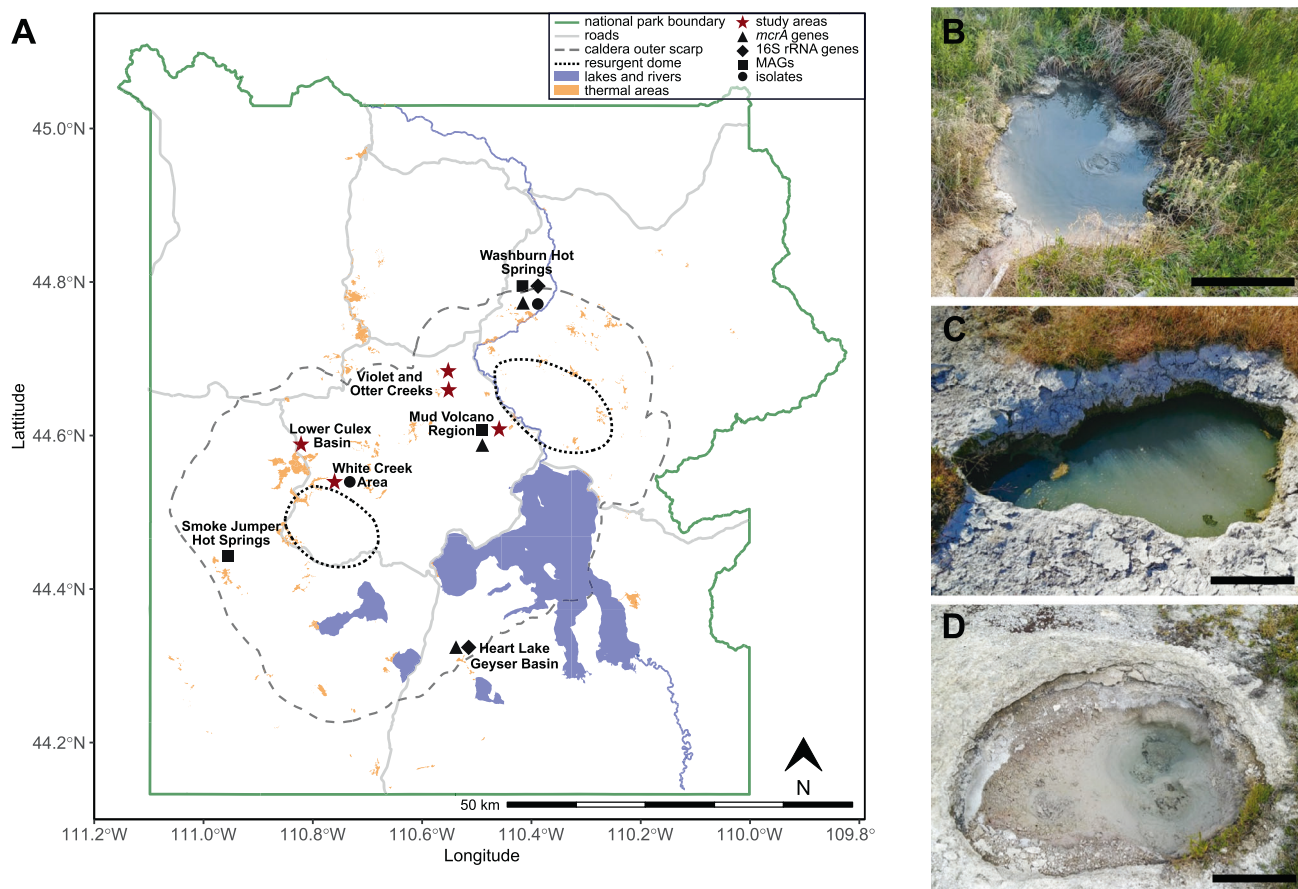 A
national park boundary
roads
caldera outer scarp
resurgent dome
lakes and rivers
thermal areas
study areas
mcrA genes
16S rRNA genes
MAGs
isolates
45.0°N
44.8°N
44.6°N
44.4°N
44.2°N
Lattitude
Washburn Hot
Springs
Violet and
Otter Creeks
Mud Volcano
Region
Lower Culex
Basin
White Creek
Area
Smoke Jumper
Hot Springs
Heart Lake
Geyser Basin
N
50 km
111.2°W
111.0°W
110.8°W
110.6°W
110.4°W
110.2°W
110.0°W
109.8°
Longitude
B
C
D